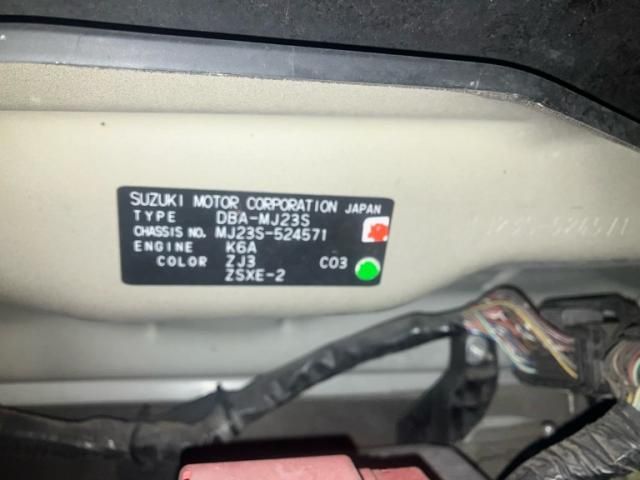 SUZUKI MOTOR CORPORATION JAPAN
TYPE DBA-MJ23S
CHASSIS NO. MJ23S-524571
ENGINE K6A
COLOR ZJ3 C03
ZSXE-2